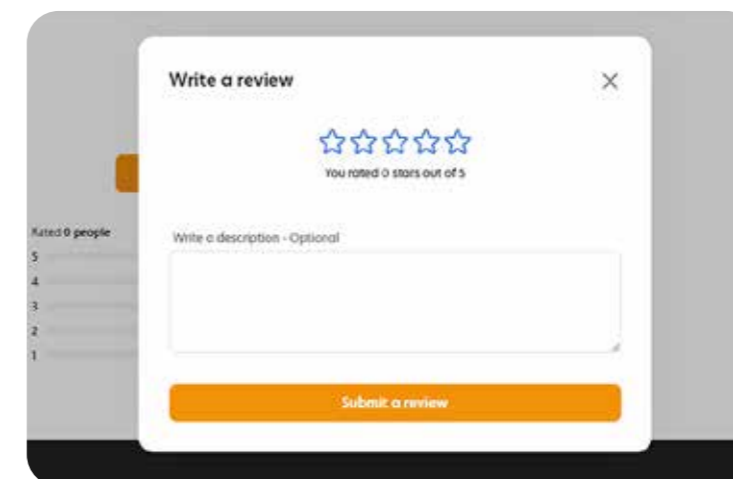 Write a review
You rated 0 stars out of 5
Rated 0 people
5
4
3
2
1
Write a description - Optional
Submit a review